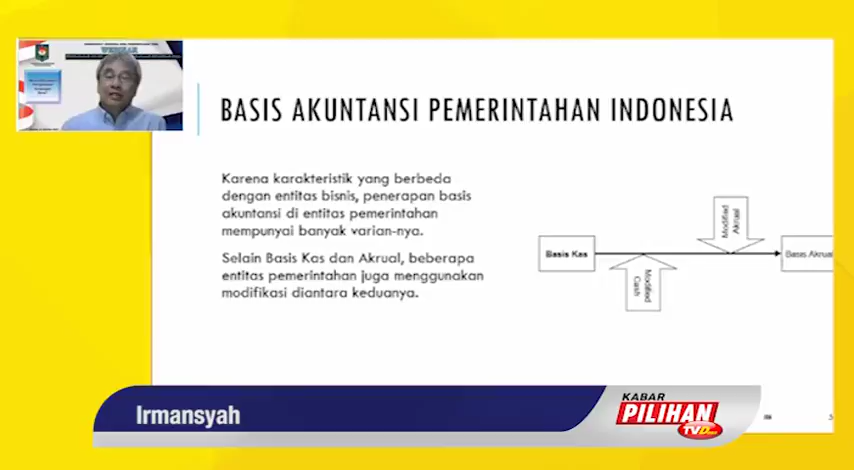 WEBINAR
BASIS AKUNTANSI PEMERINTAHAN INDONESIA
Karena karakteristik yang berbeda
dengan entitas bisnis, penerapan basis
akuntansi di entitas pemerintahan
mempunyai banyak varian-nya.
Selain Basis Kas dan Akrual, beberapa
entitas pemerintahan juga menggunakan
modifikasi diantara keduanya.
Modified
Akrual
Basis Kas
Basis Akrual
Modified
Cash
Irmansyah
KABAR
PILIHAN
TVDesa